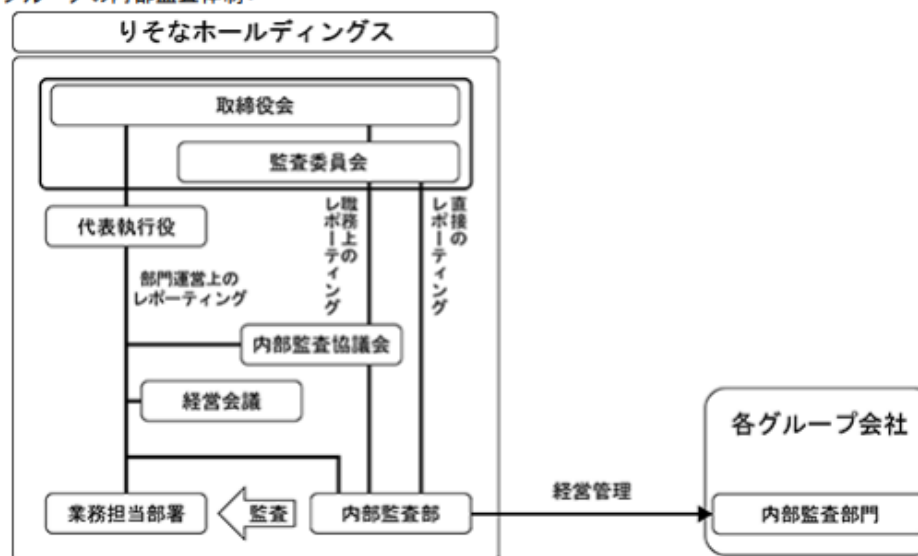 りそなホールディングス
取締役会
監査委員会
代表執行役
職務上の
レポーティング
直接の
レポーティング
部門運営上の
レポーティング
内部監査協議会
経営会議
各グループ会社
経営管理
業務担当部署
監査
内部監査部
内部監査部門